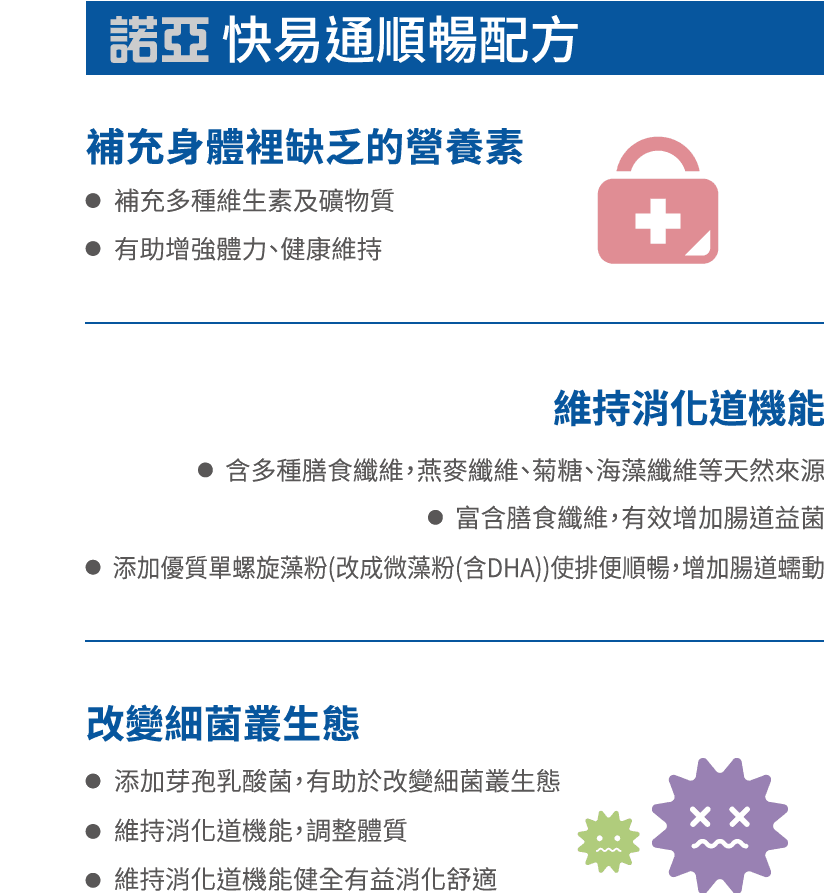 諾亞 快易通順暢配方
補充身體裡缺乏的營養素
● 補充多種維生素及礦物質
● 有助增強體力、健康維持
維持消化道機能
● 含多種膳食纖維，燕麥纖維、菊糖、海藻纖維等天然來源
● 富含膳食纖維，有效增加腸道益菌
● 添加優質單螺旋藻粉(改成微藻粉(含DHA))使排便順暢，增加腸道蠕動
改變細菌叢生態
● 添加芽孢乳酸菌，有助於改變細菌叢生態
● 維持消化道機能，調整體質
● 維持消化道機能健全有益消化舒適